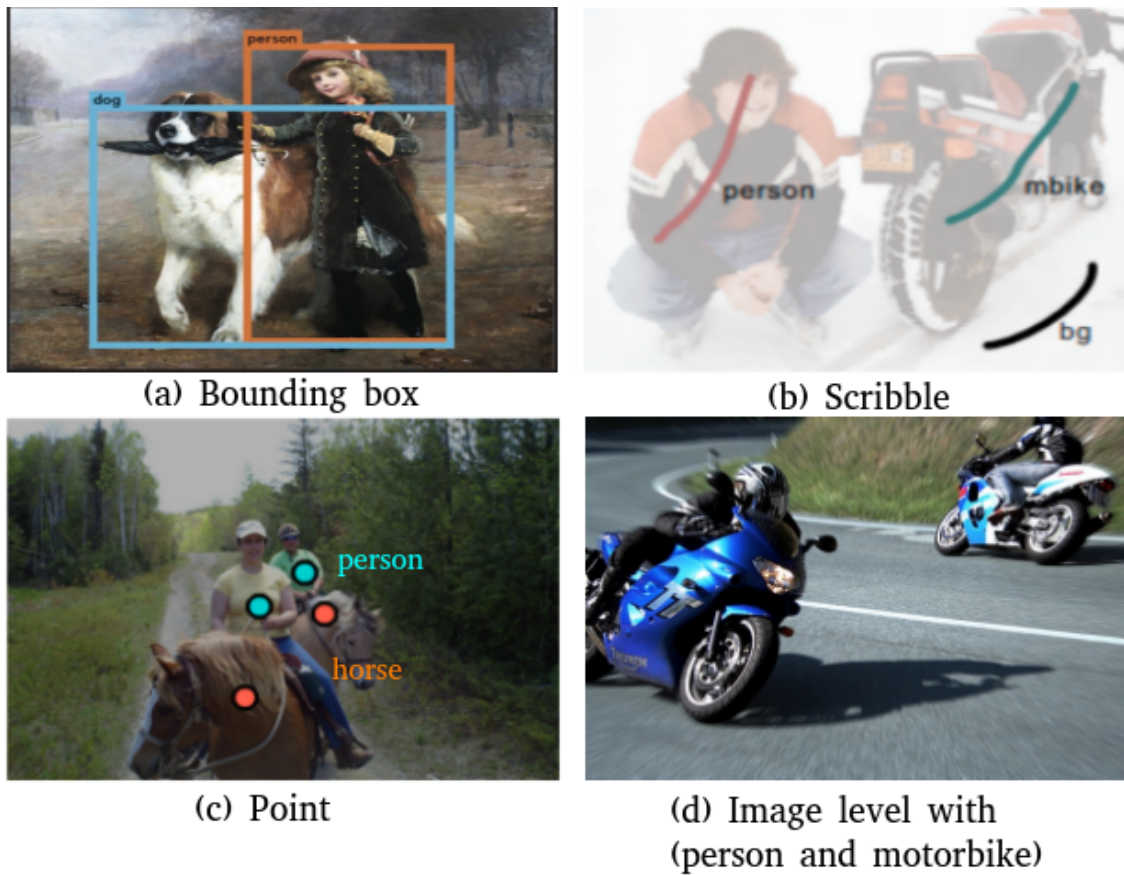 person
dog
person
mbike
bg
(a) Bounding box
(b) Scribble
person
horse
(c) Point
(d) Image level with
(person and motorbike)